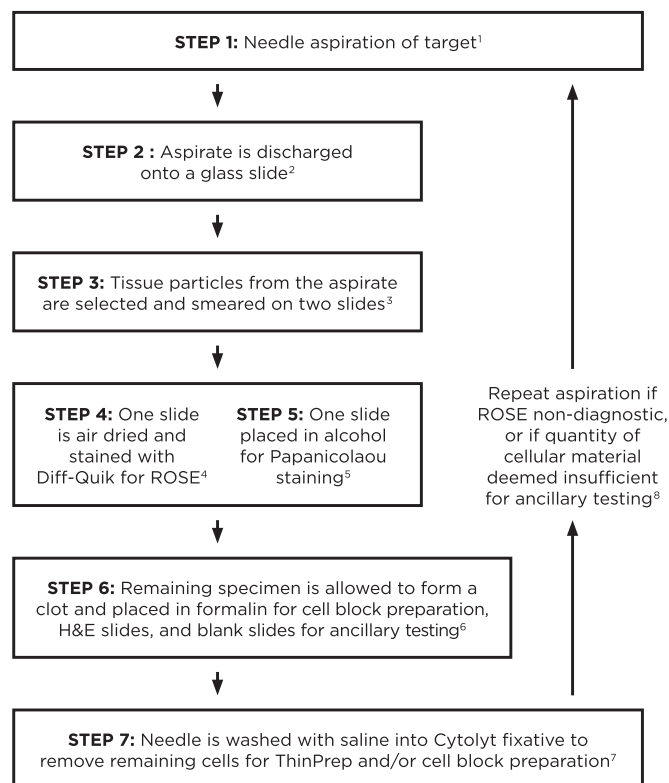 STEP 1: Needle aspiration of target¹
STEP 2 : Aspirate is discharged
onto a glass slide²
STEP 3: Tissue particles from the aspirate
are selected and smeared on two slides³
STEP 4: One slide
is air dried and
stained with
Diff-Quik for ROSE⁴
STEP 5: One slide
placed in alcohol
for Papanicolaou
staining⁵
Repeat aspiration if
ROSE non-diagnostic,
or if quantity of
cellular material
deemed insufficient
for ancillary testing⁸
STEP 6: Remaining specimen is allowed to form a
clot and placed in formalin for cell block preparation,
H&E slides, and blank slides for ancillary testing⁶
STEP 7: Needle is washed with saline into Cytolyt fixative to
remove remaining cells for ThinPrep and/or cell block preparation⁷